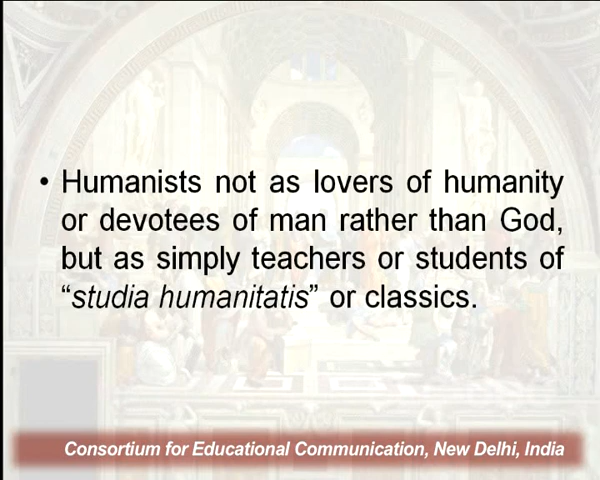 • Humanists not as lovers of humanity
or devotees of man rather than God,
but as simply teachers or students of
“studia humanitatis” or classics.
Consortium for Educational Communication, New Delhi, India